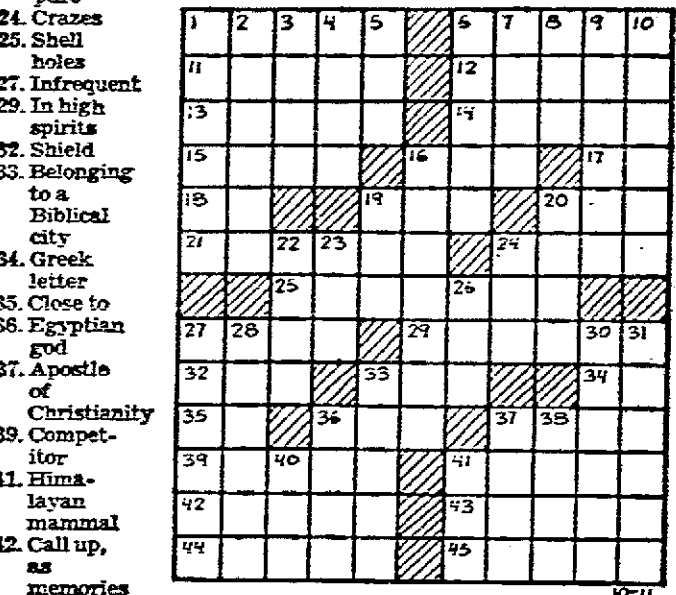 pure
24. Crazes
25. Shell
holes
27. Infrequent
29. In high
spirits
32. Shield
33. Belonging
to a
Biblical
city
34. Greek
letter
35. Close to
36. Egyptian
god
37. Apostle
of
Christianity
39. Compet-
itor
41. Hima-
layan
mammal
42. Call up,
as
memories
1 2 3 4 5 6 7 8 9 10
11 12
13 14
15 16 17
18 19 20
21 22 23 24
25 26
27 28 29 30 31
32 33 34
35 36 37 38
39 40 41
42 43
44 45
10-11